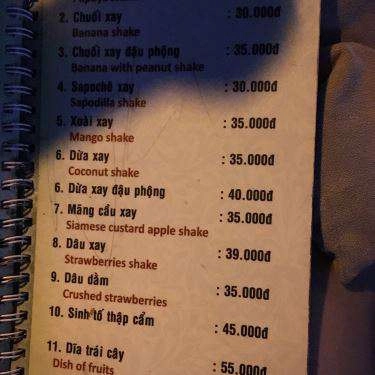 2. Chuối xay : 30.000đ
Banana shake
3. Chuối xay đậu phộng : 35.000đ
Banana with peanut shake
4. Sapochê xay : 30.000đ
Sapodilla shake
5. Xoài xay : 35.000đ
Mango shake
6. Dừa xay : 35.000đ
Coconut shake
6. Dừa xay đậu phộng : 40.000đ
7. Mãng cầu xay : 35.000đ
Siamese custard apple shake
8. Dâu xay : 39.000đ
Strawberries shake
9. Dâu dầm : 35.000đ
Crushed strawberries
10. Sinh tố thập cẩm : 45.000đ
11. Dĩa trái cây : 55.000đ
Dish of fruits